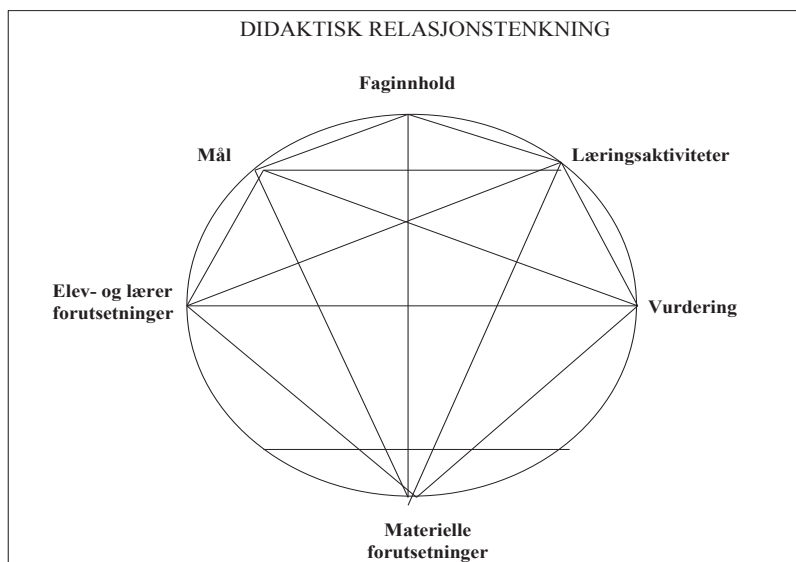 DIDAKTISK RELASJONSTENKNING
Faginnhold
Mål
Læringsaktiviteter
Elev- og lærer
forutsetninger
Vurdering
Materielle
forutsetninger